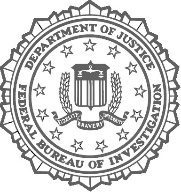 DEPARTMENT OF JUSTICE
FEDERAL BUREAU OF INVESTIGATION
BRAVERY